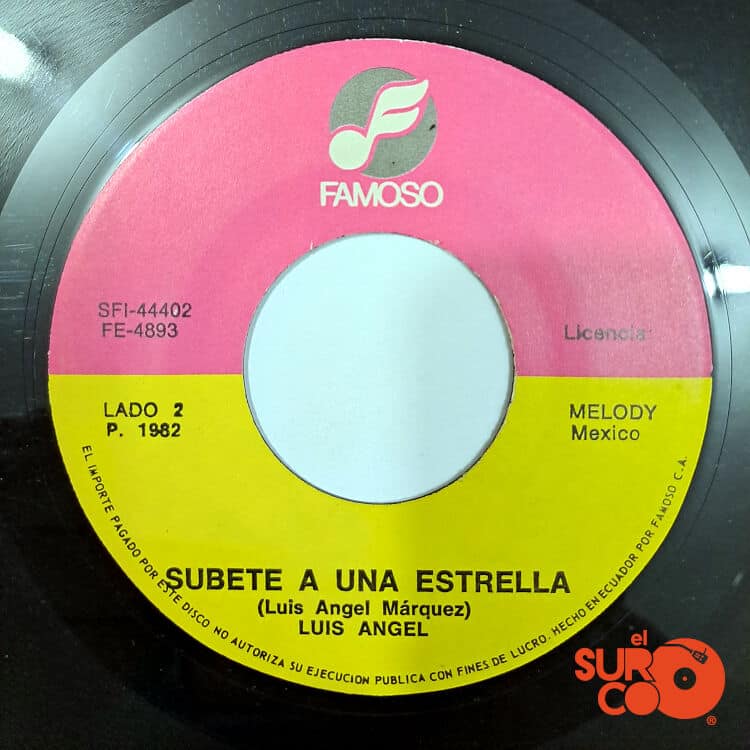 FAMOSO
SFI-44402
FE-4893
Licencia
LADO 2
P. 1982
MELODY
Mexico
SUBETE A UNA ESTRELLA
(Luis Angel Márquez)
LUIS ANGEL
EL IMPORTE PAGADO POR ESTE DISCO NO AUTORIZA SU EJECUCION PUBLICA CON FINES DE LUCRO. HECHO EN ECUADOR POR FAMOSO C.A.
el
SURCO
®